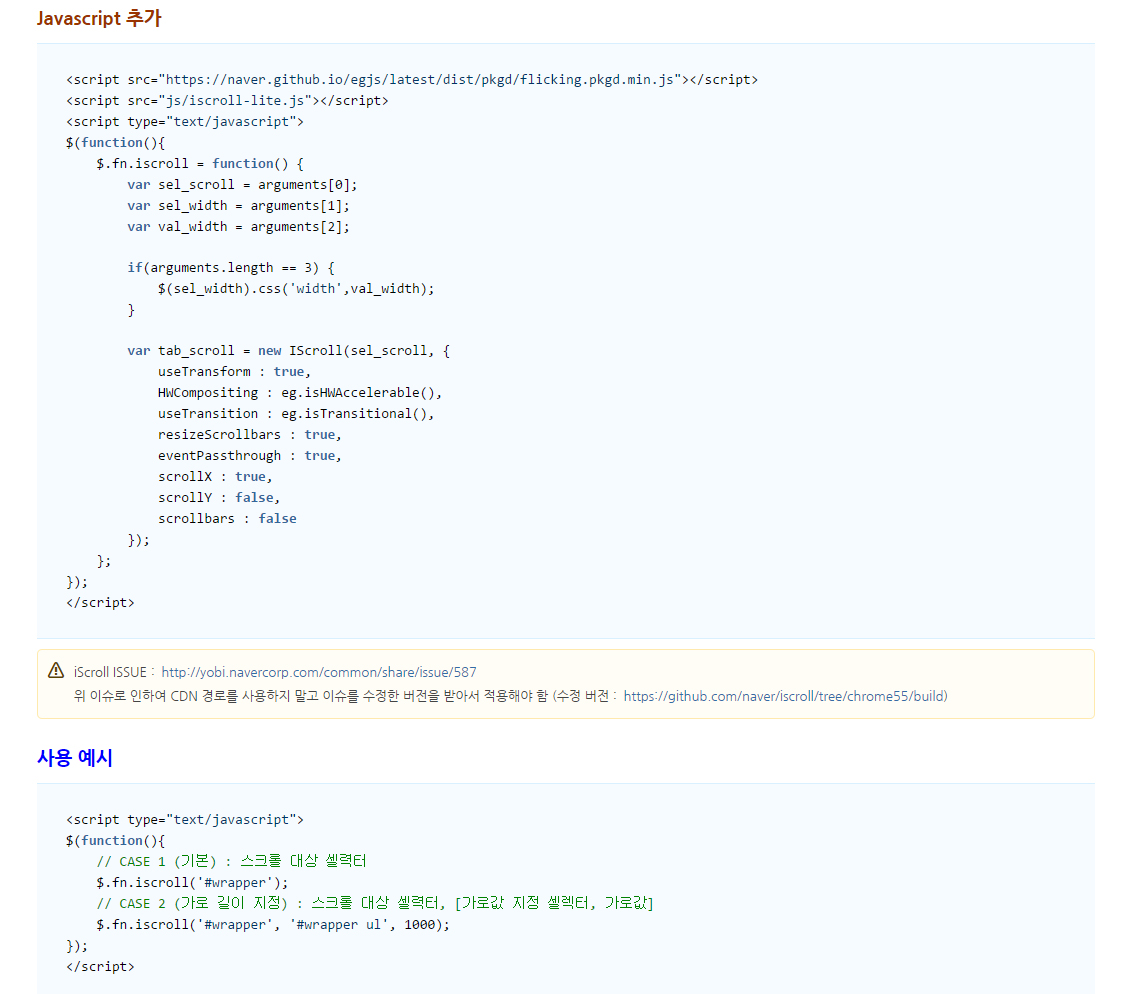 Javascript 추가
<script src="https://naver.github.io/egjs/latest/dist/pkgd/flicking.pkgd.min.js"></script>
<script src="js/iscroll-lite.js"></script>
<script type="text/javascript">
$(function(){
    $.fn.iscroll = function() {
        var sel_scroll = arguments[0];
        var sel_width = arguments[1];
        var val_width = arguments[2];

        if(arguments.length == 3) {
            $(sel_width).css('width',val_width);
        }

        var tab_scroll = new IScroll(sel_scroll, {
            useTransform : true,
            HWCompositing : eg.isHWAccelerable(),
            useTransition : eg.isTransitional(),
            resizeScrollbars : true,
            eventPassthrough : true,
            scrollX : true,
            scrollY : false,
            scrollbars : false
        });
    };
});
</script>
iScroll ISSUE : http://yobi.navercorp.com/common/share/issue/587
위 이슈로 인하여 CDN 경로를 사용하지 말고 이슈를 수정한 버전을 받아서 적용해야 함 (수정 버전 : https://github.com/naver/iscroll/tree/chrome55/build)
사용 예시
<script type="text/javascript">
$(function(){
    // CASE 1 (기본) : 스크롤 대상 셀렉터
    $.fn.iscroll('#wrapper');
    // CASE 2 (가로 길이 지정) : 스크롤 대상 셀렉터, [가로값 지정 셀렉터, 가로값]
    $.fn.iscroll('#wrapper', '#wrapper ul', 1000);
});
</script>